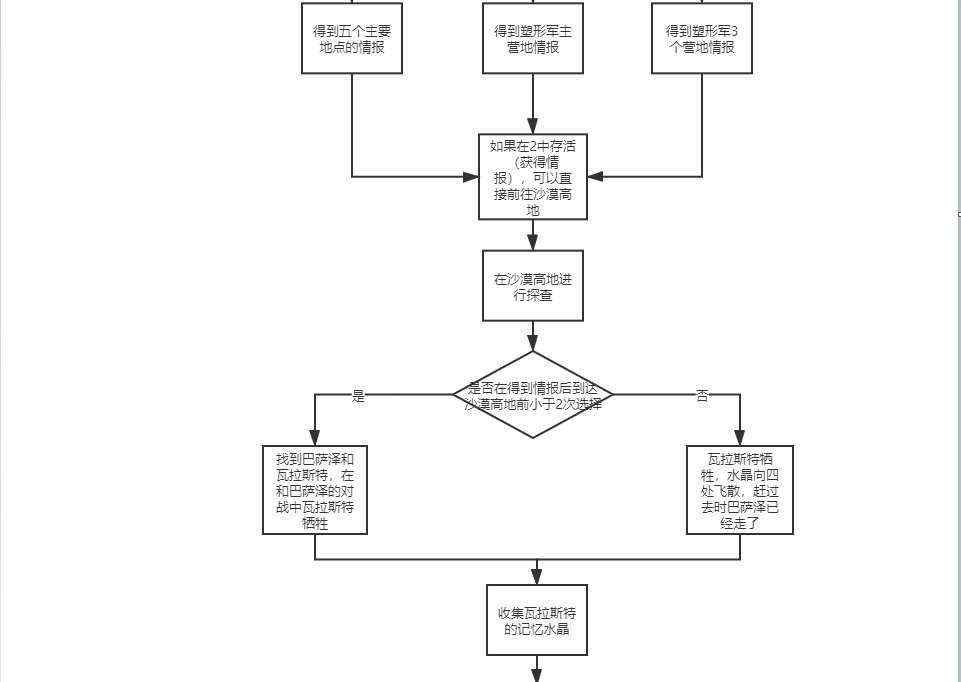 得到五个主要
地点的情报
得到塑形军主
营地情报
得到塑形军3
个营地情报
如果在2中存活
（获得情
报），可以直
接前往沙漠高
地
在沙漠高地进
行探查
是否在得到情报后到达
沙漠高地前小于2次选择
是
否
找到巴萨泽和
瓦拉斯特，在
和巴萨泽的对
战中瓦拉斯特
牺牲
瓦拉斯特牺
牲，水晶向四
处飞散，赶过
去时巴萨泽已
经走了
收集瓦拉斯特
的记忆水晶